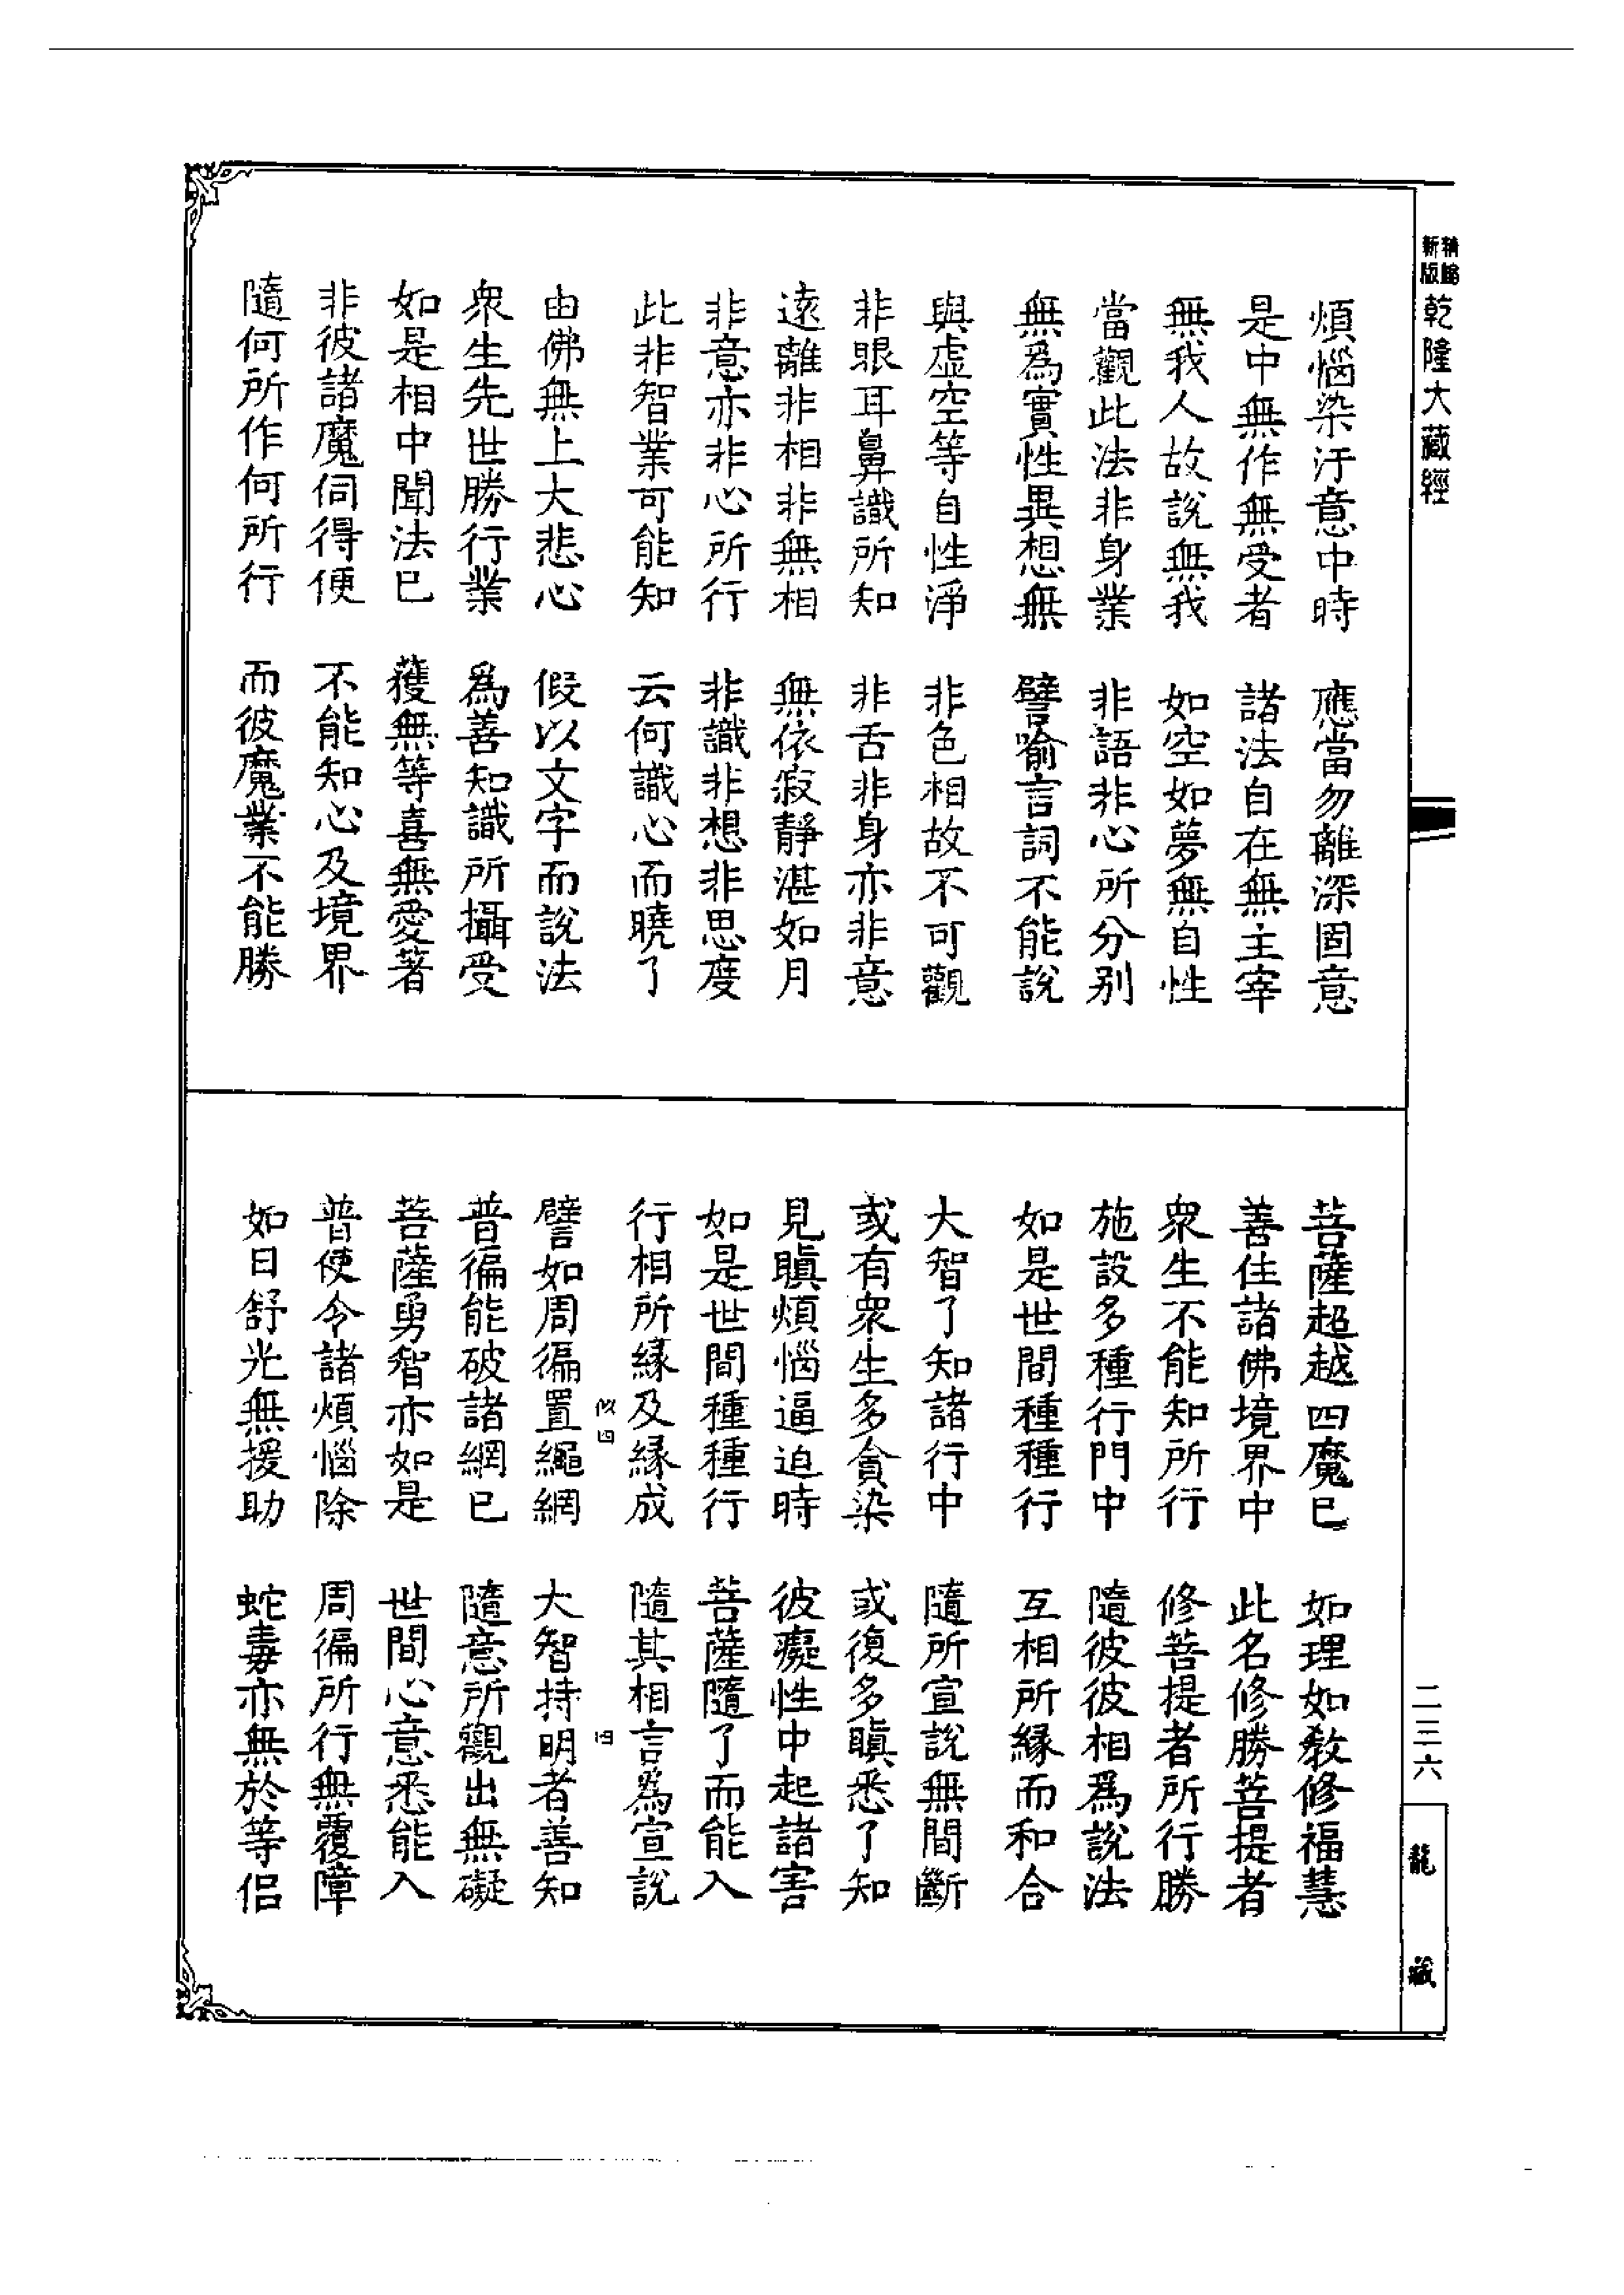 精縮
新版
乾隆大藏經
煩惱染汙意中時　應當勿離深固意
是中無作無受者　諸法自在無主宰
無我人故說無我　如空如夢無自性
當觀此法非身業　非語非心所分别
無為實性異想無　譬喻言詞不能說
與虛空等自性淨　非色相故不可觀
非眼耳鼻識所知　非舌非身亦非意
遠離非相非無相　無依寂靜湛如月
非意亦非心所行　非識非想非思度
此非智業可能知　云何識心而曉了
由佛無上大悲心　假以文字而說法
衆生先世勝行業　為善知識所攝受
如是相中聞法已　獲無等喜無愛著
非彼諸魔伺得便　不能知心及境界
隨何所作何所行　而彼魔業不能勝
菩薩超越四魔已　如理如教修福慧
善住諸佛境界中　此名修勝菩提者
衆生不能知所行　修菩提者所行勝
施設多種行門中　隨彼彼相為說法
如是世間種種行　互相所緣而和合
大智了知諸行中　隨所宣說無間斷
或有衆生多貪染　或復多瞋悉了知
見瞋煩惱逼迫時　彼癡性中起諸害
如是世間種種行　菩薩隨了而能入
行相所緣及緣成　隨其相言為宣說
似四　四
譬如周徧置繩網　大智持明者善知
普徧能破諸網已　隨意所觀出無礙
菩薩勇智亦如是　世間心意悉能入
普使令諸煩惱除　周徧所行無覆障
如日舒光無援助　蛇毒亦無於等侶
二三六
龍藏